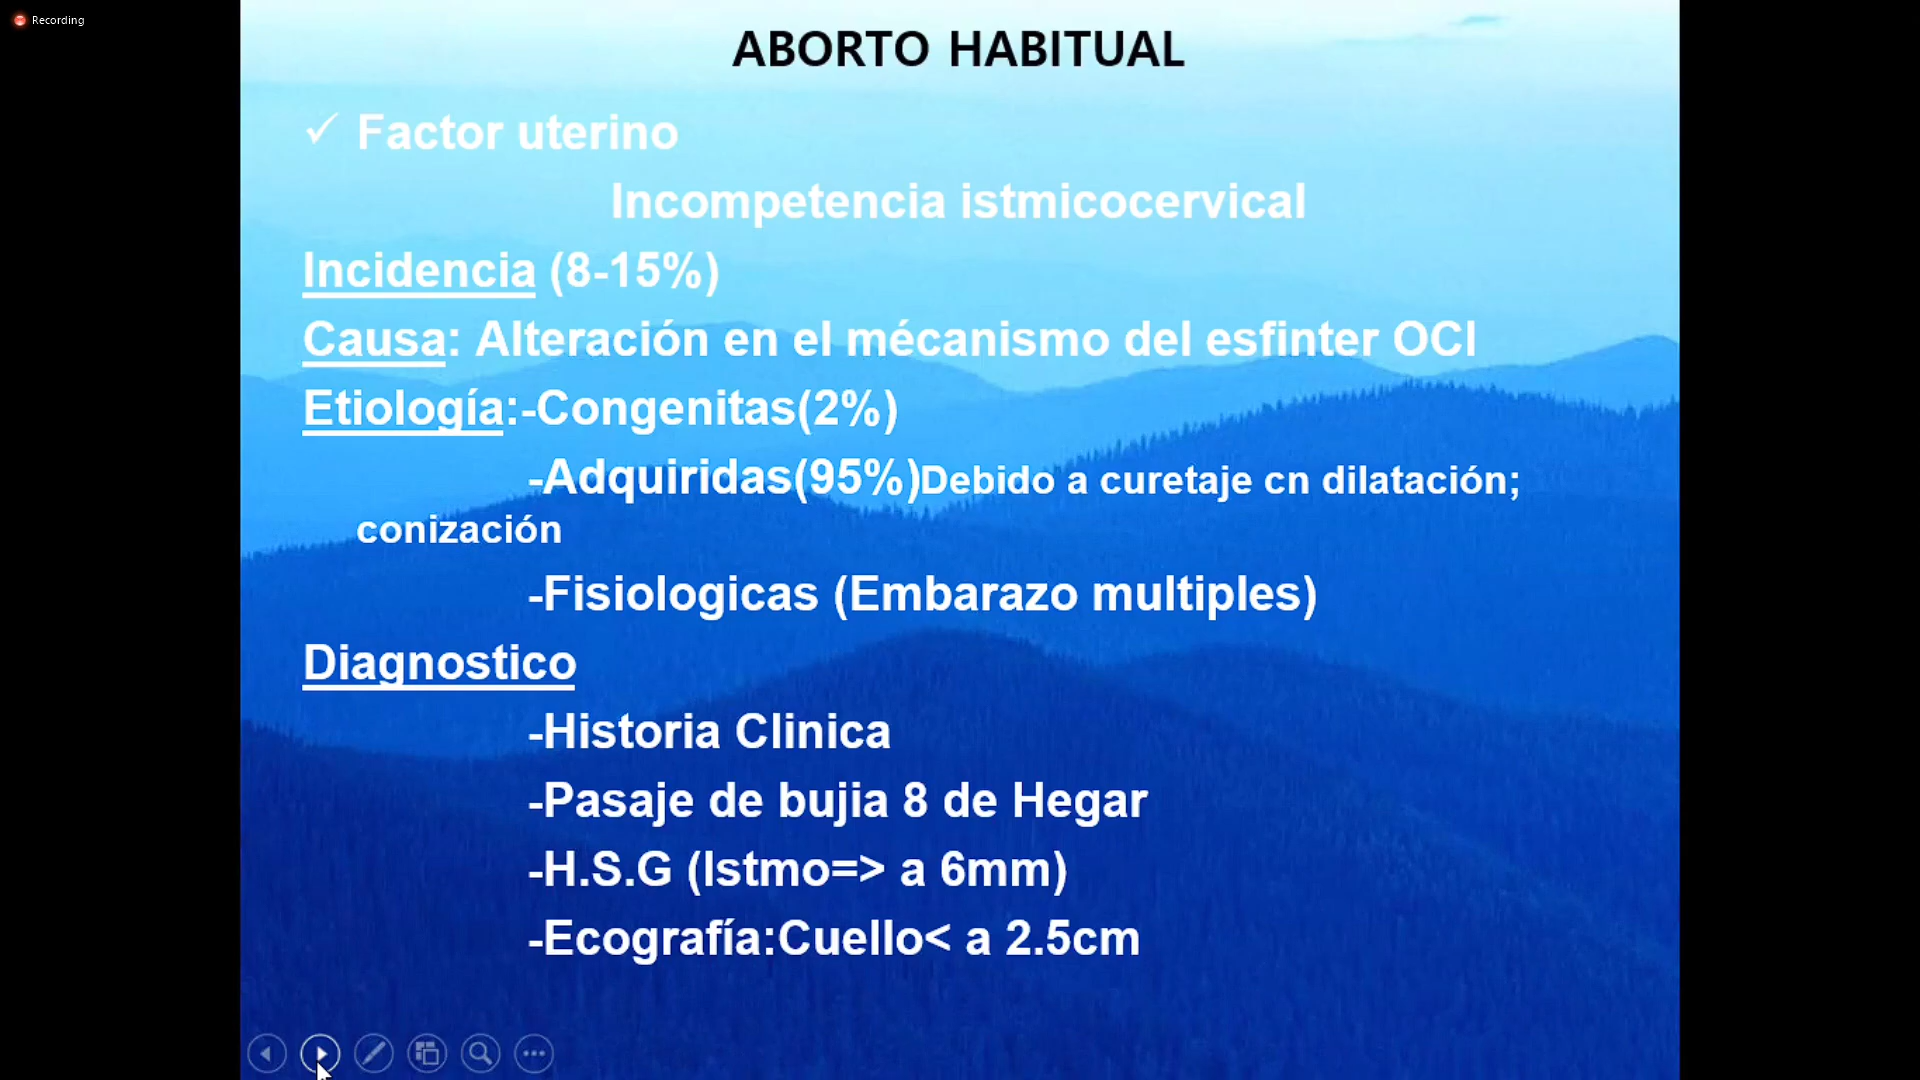 Recording
ABORTO HABITUAL
✓ Factor uterino
Incompetencia istmicocervical
Incidencia (8-15%)
Causa: Alteración en el mécanismo del esfinter OCI
Etiología:-Congenitas(2%)
-Adquiridas(95%)Debido a curetaje cn dilatación;
conización
-Fisiologicas (Embarazo multiples)
Diagnostico
-Historia Clinica
-Pasaje de bujia 8 de Hegar
-H.S.G (Istmo=> a 6mm)
-Ecografía:Cuello< a 2.5cm